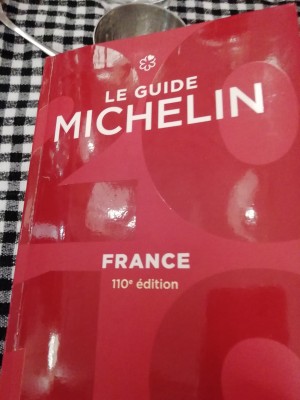 LE GUIDE
MICHELIN
FRANCE
110e édition